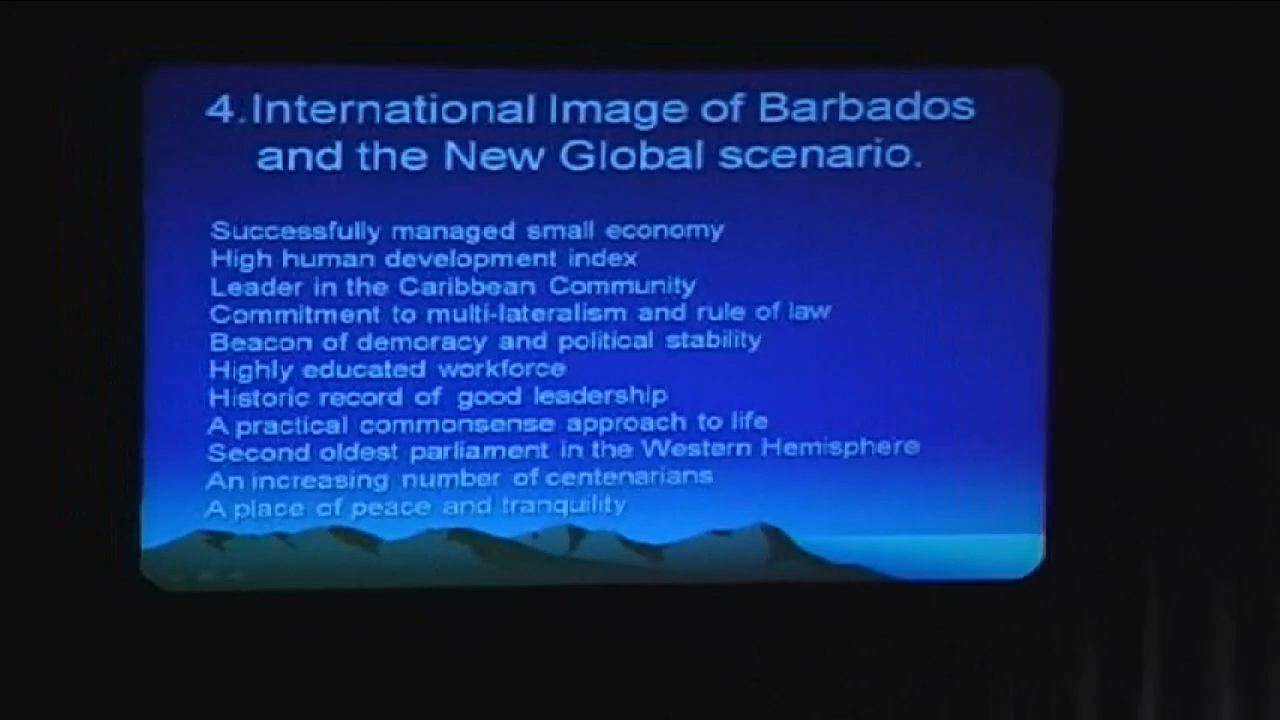 4.International Image of Barbados
and the New Global scenario.
Successfully managed small economy
High human development index
Leader in the Caribbean Community
Commitment to multi-lateralism and rule of law
Beacon of demoracy and political stability
Highly educated workforce
Historic record of good leadership
A practical commonsense approach to life
Second oldest parliament in the Western Hemisphere
An increasing number of centenarians
A place of peace and tranquility